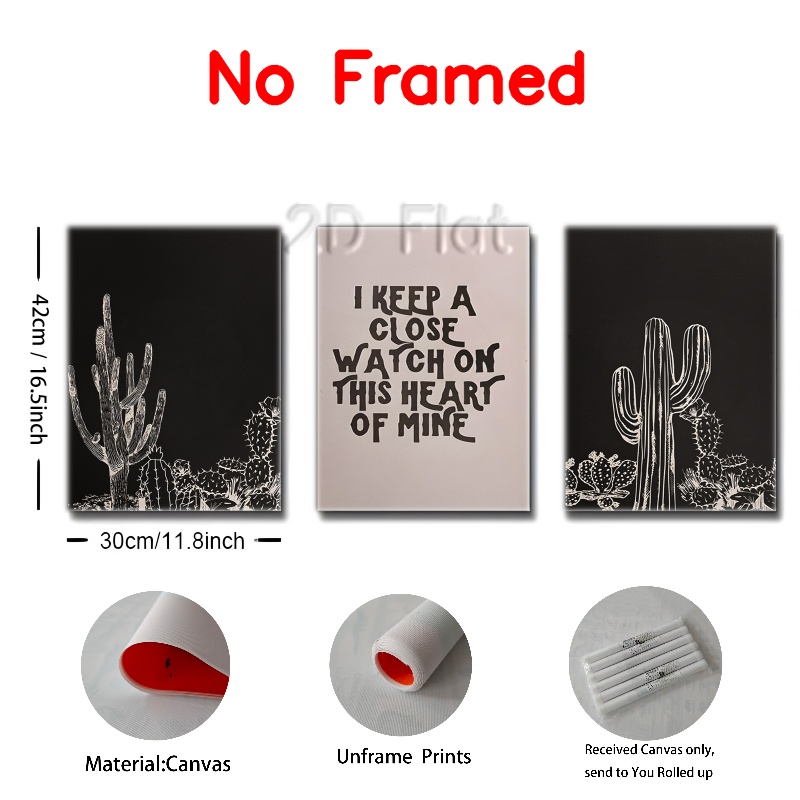 No Framed
2D Flat
I KEEP A
CLOSE
WATCH ON
THIS HEART
OF MINE
42cm / 16.5inch
30cm/11.8inch
Material:Canvas
Unframe Prints
Received Canvas only,
send to You Rolled up